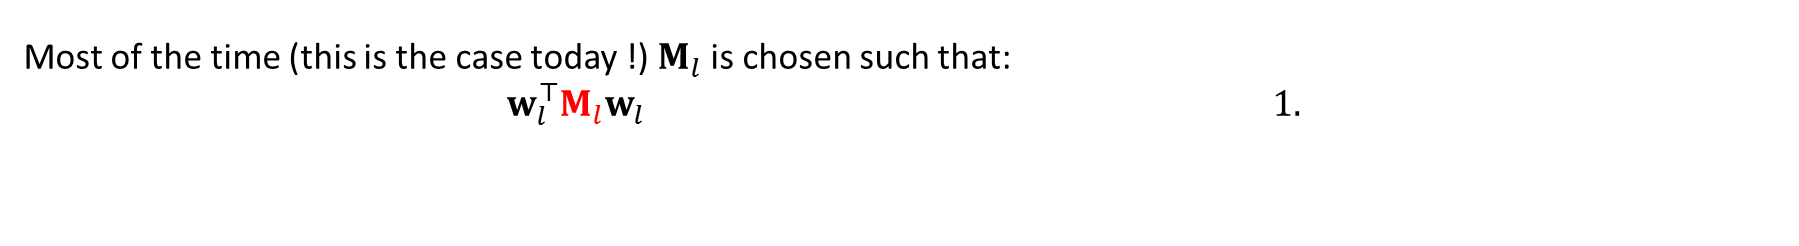 Most of the time (this is the case today !) 𝐌ₗ is chosen such that:
𝐰ₗ^⊤𝐌ₗ𝐰ₗ 1.